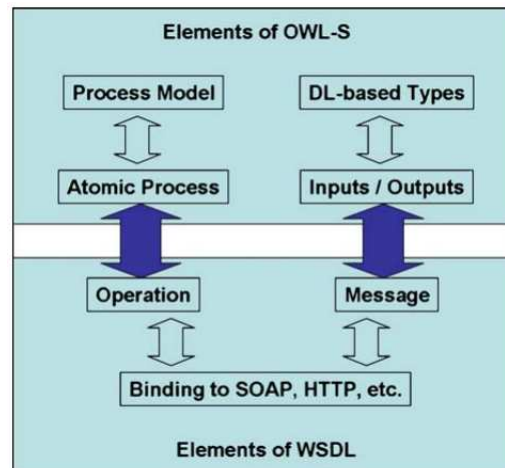 Elements of OWL-S
Process Model
DL-based Types
Atomic Process
Inputs / Outputs
Operation
Message
Binding to SOAP, HTTP, etc.
Elements of WSDL